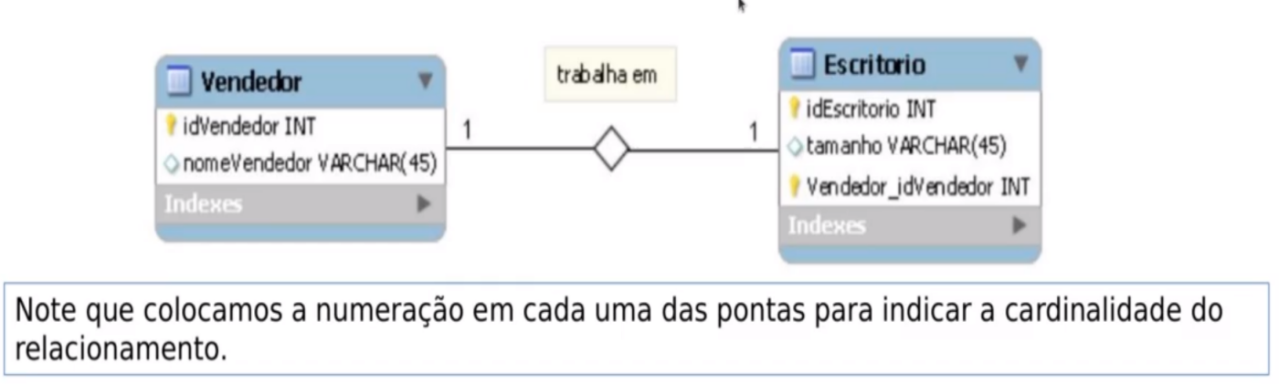 trabalha em
Vendedor
idVendedor INT
nomeVendedor VARCHAR(45)
Indexes
1
1
Escritorio
idEscritorio INT
tamanho VARCHAR(45)
Vendedor_idVendedor INT
Indexes
Note que colocamos a numeração em cada uma das pontas para indicar a cardinalidade do
relacionamento.